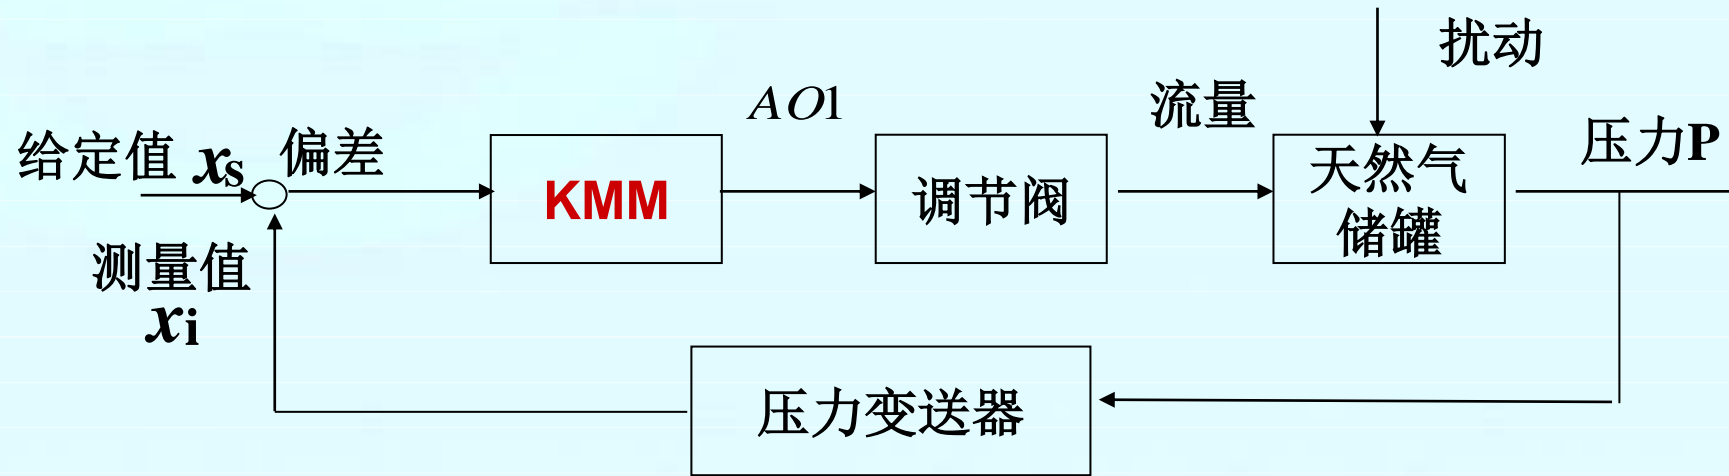 扰动
AO1
流量
给定值 xs
偏差
压力P
KMM
调节阀
天然气
储罐
测量值
xi
压力变送器